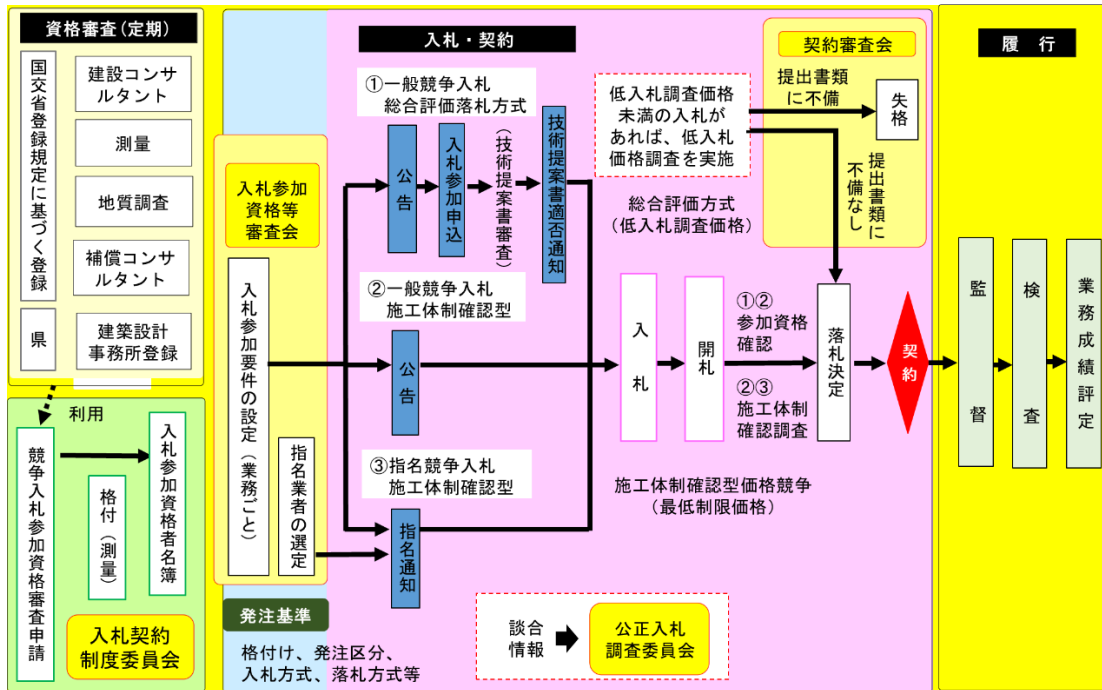 資格審査(定期)
国交省登録規定に基づく登録
建設コンサ
ルタント
測量
地質調査
補償コンサ
ルタント
県
建築設計
事務所登録
利用
競争入札参加資格審査申請
格付(測量)
入札参加資格者名簿
入札契約
制度委員会
入札参加
資格等
審査会
入札参加要件の設定(業務ごと)
指名業者の選定
発注基準
格付け、発注区分、
入札方式、落札方式等
入札・契約
①一般競争入札
総合評価落札方式
公告
入札参加申込
(技術提案書審査)
技術提案書適否通知
②一般競争入札
施工体制確認型
公告
③指名競争入札
施工体制確認型
指名通知
低入札調査価格
未満の入札が
あれば、低入札
価格調査を実施
総合評価方式
(低入札調査価格)
契約審査会
提出書類
に不備
失格
提出書類に
不備なし
入札
開札
①②
参加資格
確認
②③
施工体制
確認調査
落札決定
契約
施工体制確認型価格競争
(最低制限価格)
談合
情報
公正入札
調査委員会
履行
監督
検査
業務成績評定